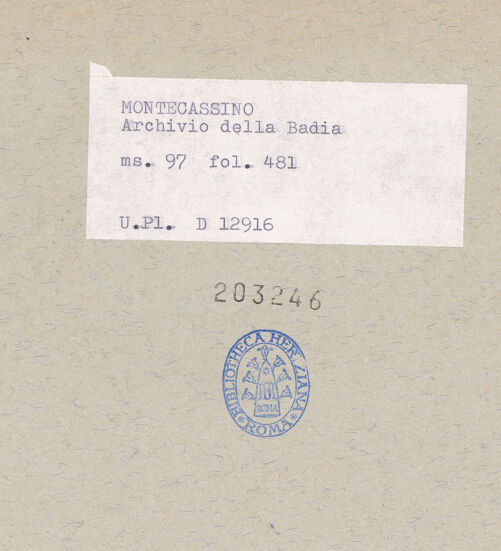 MONTECASSINO
Archivio della Badia
ms. 97 fol. 481
U.Pl. D 12916
203246
BIBLIOTHECA HERTZIANA
ROMA
* ROMA *